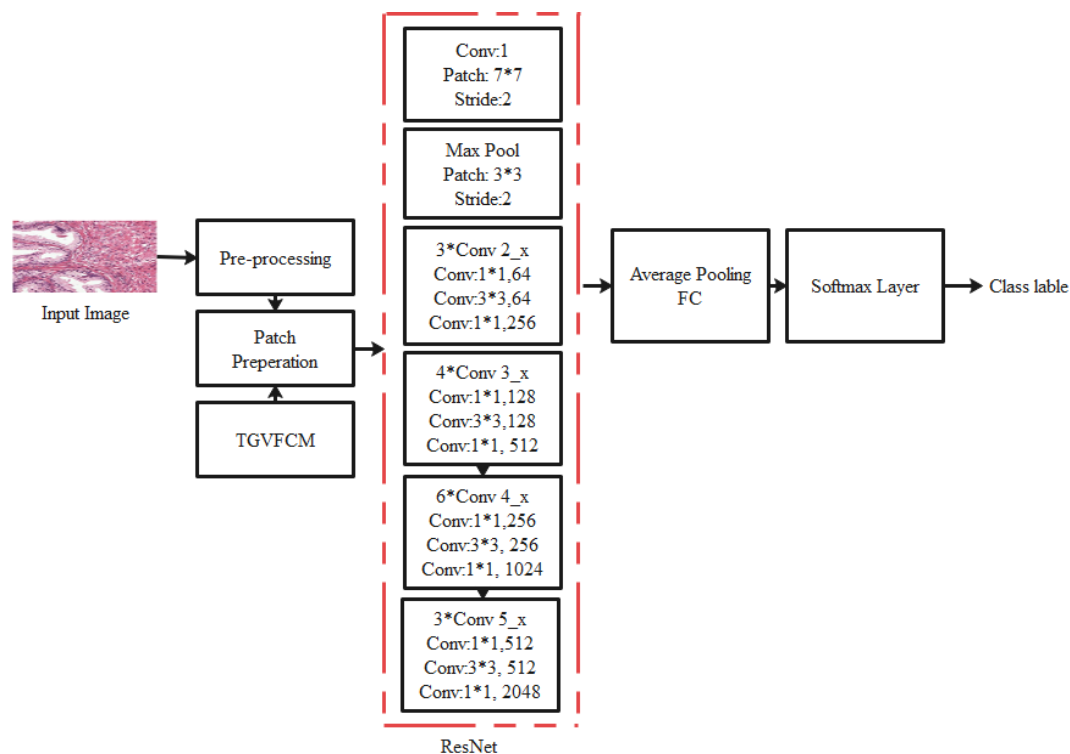 Input Image
Pre-processing
Patch
Preperation
TGVFCM
Conv:1
Patch: 7*7
Stride:2
Max Pool
Patch: 3*3
Stride:2
3*Conv 2_x
Conv:1*1,64
Conv:3*3,64
Conv:1*1,256
4*Conv 3_x
Conv:1*1,128
Conv:3*3,128
Conv:1*1, 512
6*Conv 4_x
Conv:1*1,256
Conv:3*3, 256
Conv:1*1, 1024
3*Conv 5_x
Conv:1*1,512
Conv:3*3, 512
Conv:1*1, 2048
ResNet
Average Pooling
FC
Softmax Layer
Class lable